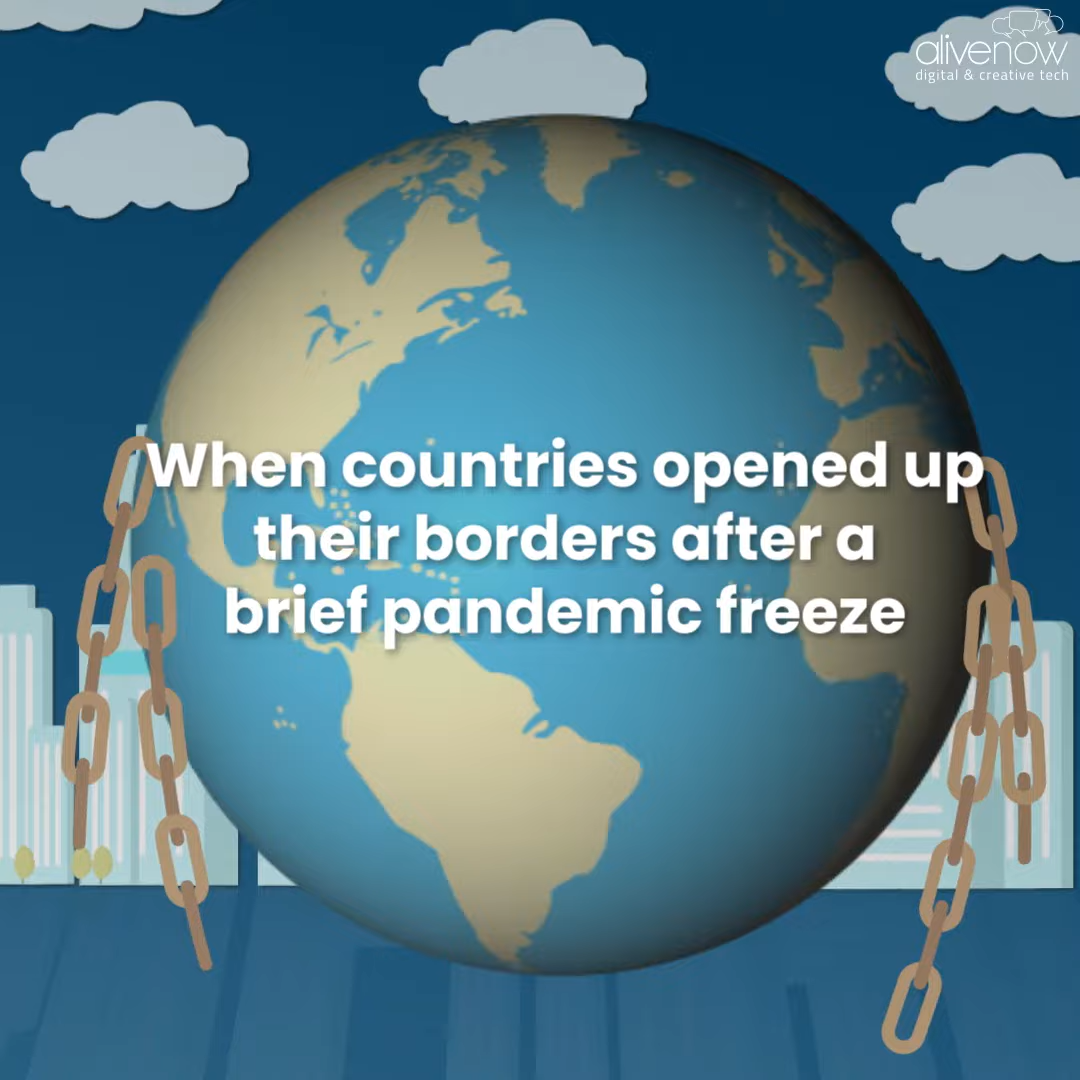 alivenow
digital & creative tech
When countries opened up
their borders after a
brief pandemic freeze